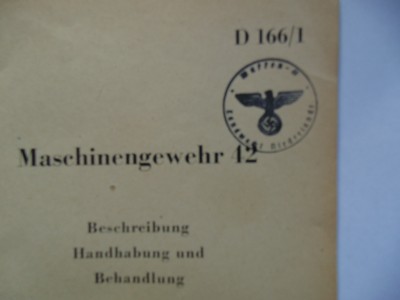 D 166/1
Maschinengewehr 42
Beschreibung
Handhabung und
Behandlung